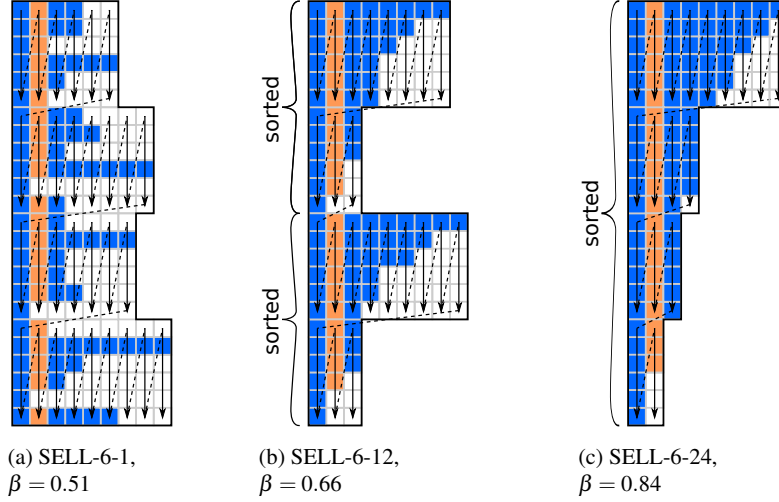 sorted
sorted
sorted
(a) SELL-6-1,
β = 0.51
(b) SELL-6-12,
β = 0.66
(c) SELL-6-24,
β = 0.84